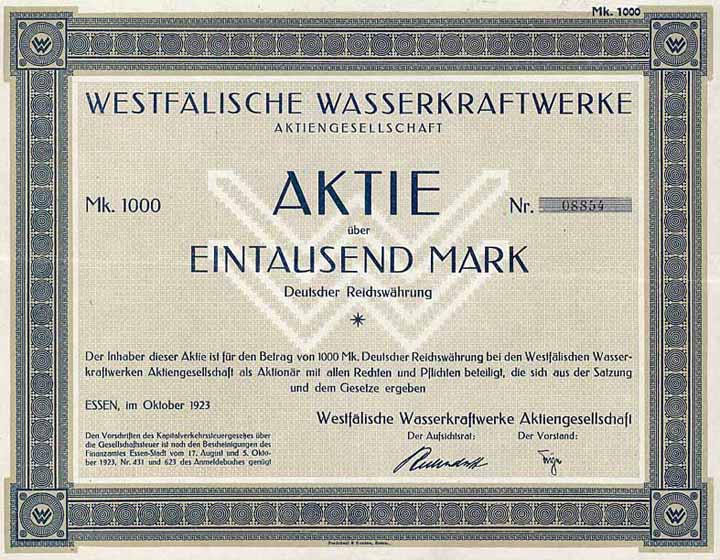 Mk. 1000
WESTFÄLISCHE WASSERKRAFTWERKE
AKTIENGESELLSCHAFT
AKTIE
Mk. 1000
Nr. 08854
über
EINTAUSEND MARK
Deutscher Reichswährung
Der Inhaber dieser Aktie ist für den Betrag von 1000 Mk. Deutscher Reichswährung bei den Westfälischen Wasser-
kraftwerken Aktiengesellschaft als Aktionär mit allen Rechten und Pflichten beteiligt, die sich aus der Satzung
und dem Gesetze ergeben
ESSEN, im Oktober 1923
Westfälische Wasserkraftwerke Aktiengesellschaft
Den Vorschriften des Kapitalverkehrssteuergesetzes über
die Gesellschaftssteuer ist nach den Bescheinigungen des
Finanzamtes Essen-Stadt vom 17. August und 5. Okto-
ber 1923, Nr. 431 und 623 des Anmeldebuches genügt
Der Aufsichtsrat:
Der Vorstand: